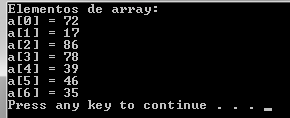 Elementos de array:
a[0] = 72
a[1] = 17
a[2] = 86
a[3] = 78
a[4] = 39
a[5] = 46
a[6] = 35
Press any key to continue . . . _